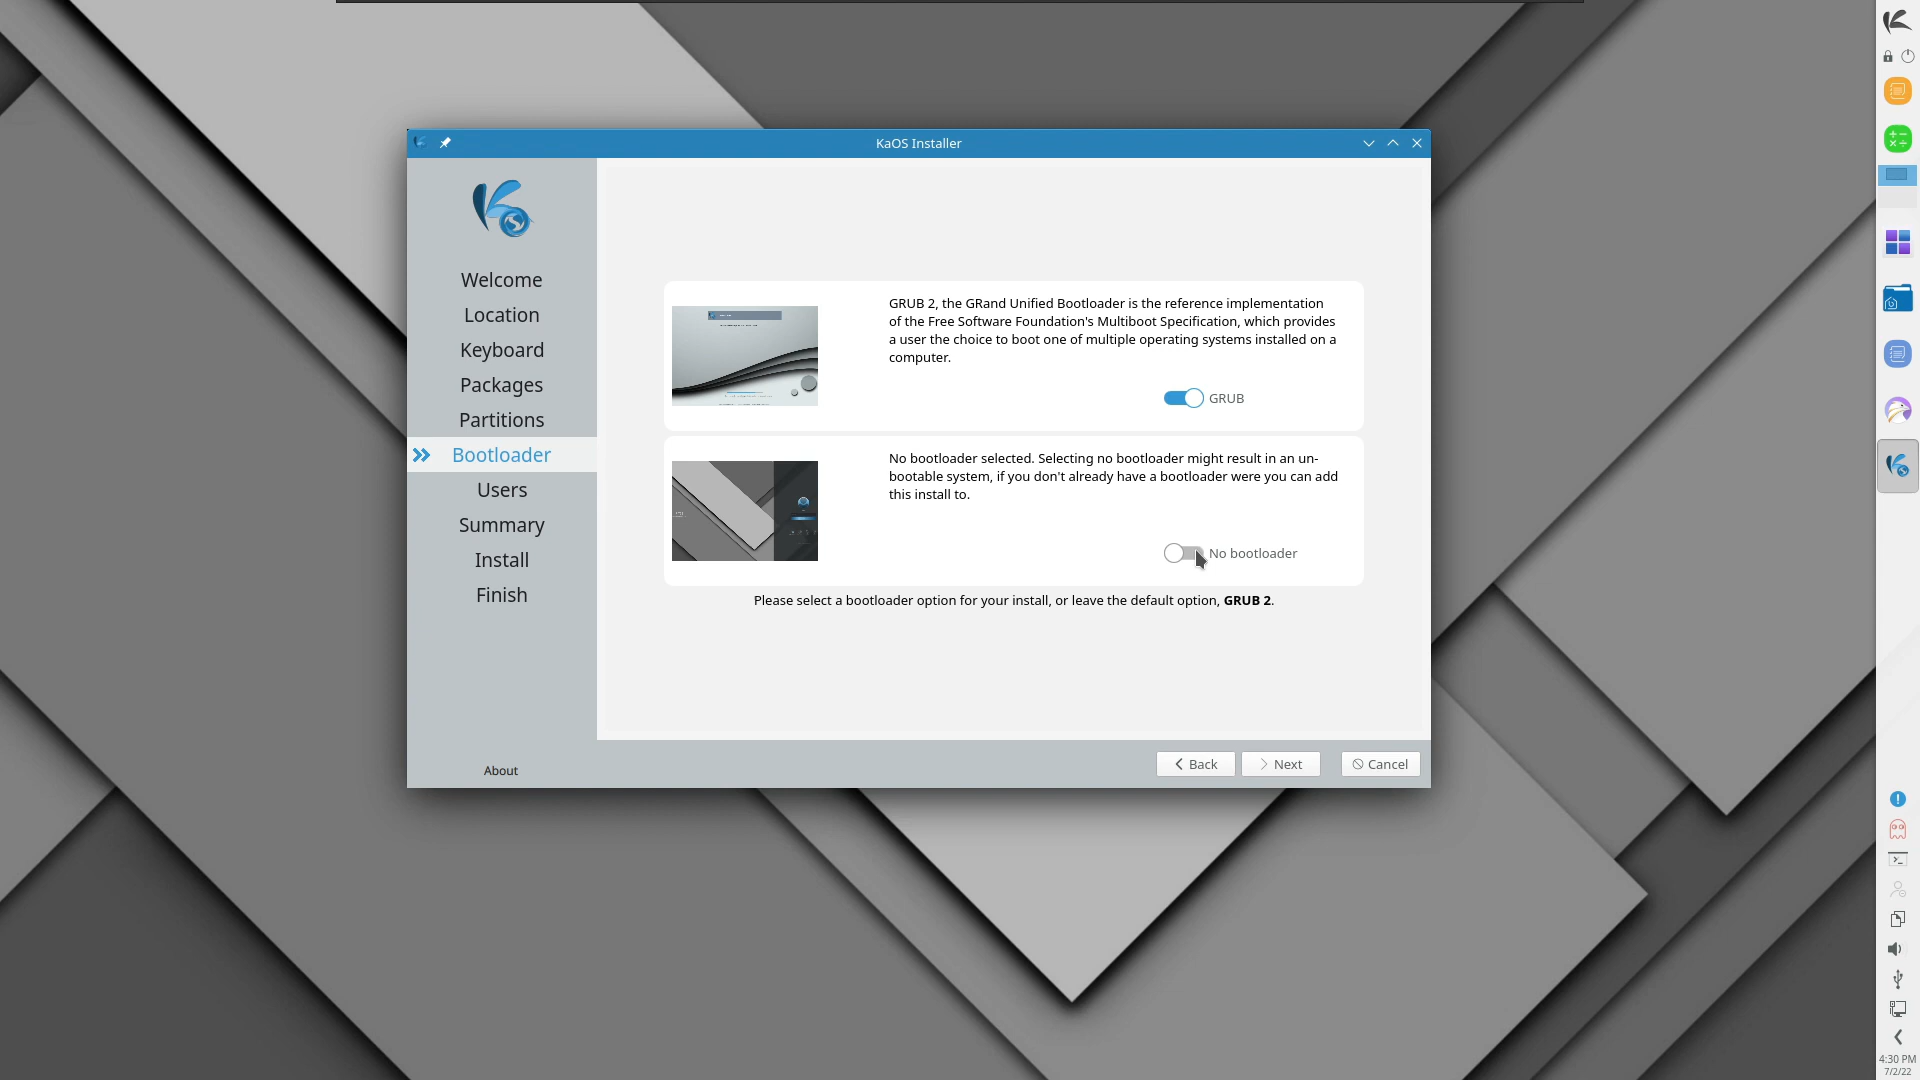 KaOS Installer
Welcome
Location
Keyboard
Packages
Partitions
Bootloader
Users
Summary
Install
Finish
About
GRUB 2, the GRand Unified Bootloader is the reference implementation
of the Free Software Foundation's Multiboot Specification, which provides
a user the choice to boot one of multiple operating systems installed on a
computer.
GRUB
No bootloader selected. Selecting no bootloader might result in an un-
bootable system, if you don't already have a bootloader were you can add
this install to.
No bootloader
Please select a bootloader option for your install, or leave the default option, GRUB 2.
Back
Next
Cancel
4:30 PM
7/2/22